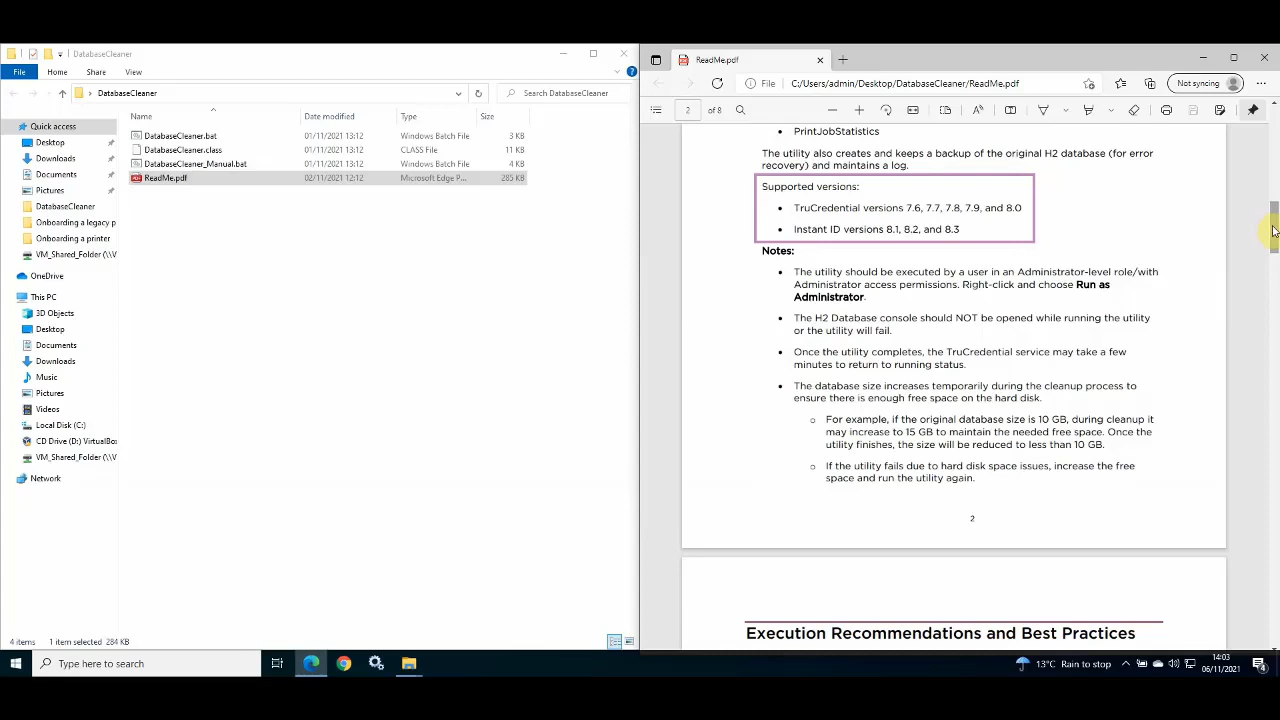 DatabaseCleaner
File
Home
Share
View
DatabaseCleaner
Search DatabaseCleaner
Name
Date modified
Type
Size
Quick access
Desktop
Downloads
Documents
Pictures
DatabaseCleaner
Onboarding a legacy p
Onboarding a printer
VM_Shared_Folder (\\V
OneDrive
This PC
3D Objects
Desktop
Documents
Downloads
Music
Pictures
Videos
Local Disk (C:)
CD Drive (D:) VirtualBo
VM_Shared_Folder (\\V
Network
DatabaseCleaner.bat 01/11/2021 13:12 Windows Batch File 3 KB
DatabaseCleaner.class 01/11/2021 13:12 CLASS File 11 KB
DatabaseCleaner_Manual.bat 01/11/2021 13:12 Windows Batch File 4 KB
ReadMe.pdf 02/11/2021 12:12 Microsoft Edge P... 285 KB
4 items 1 item selected 284 KB
ReadMe.pdf
File C:/Users/admin/Desktop/DatabaseCleaner/ReadMe.pdf
Not syncing
2 of 8
• PrintJobStatistics
The utility also creates and keeps a backup of the original H2 database (for error
recovery) and maintains a log.
Supported versions:
• TruCredential versions 7.6, 7.7, 7.8, 7.9, and 8.0
• Instant ID versions 8.1, 8.2, and 8.3
Notes:
• The utility should be executed by a user in an Administrator-level role/with
Administrator access permissions. Right-click and choose Run as
Administrator.
• The H2 Database console should NOT be opened while running the utility
or the utility will fail.
• Once the utility completes, the TruCredential service may take a few
minutes to return to running status.
• The database size increases temporarily during the cleanup process to
ensure there is enough free space on the hard disk.
o For example, if the original database size is 10 GB, during cleanup it
may increase to 15 GB to maintain the needed free space. Once the
utility finishes, the size will be reduced to less than 10 GB.
o If the utility fails due to hard disk space issues, increase the free
space and run the utility again.
2
Execution Recommendations and Best Practices
Type here to search
13°C Rain to stop
14:03
06/11/2021
4